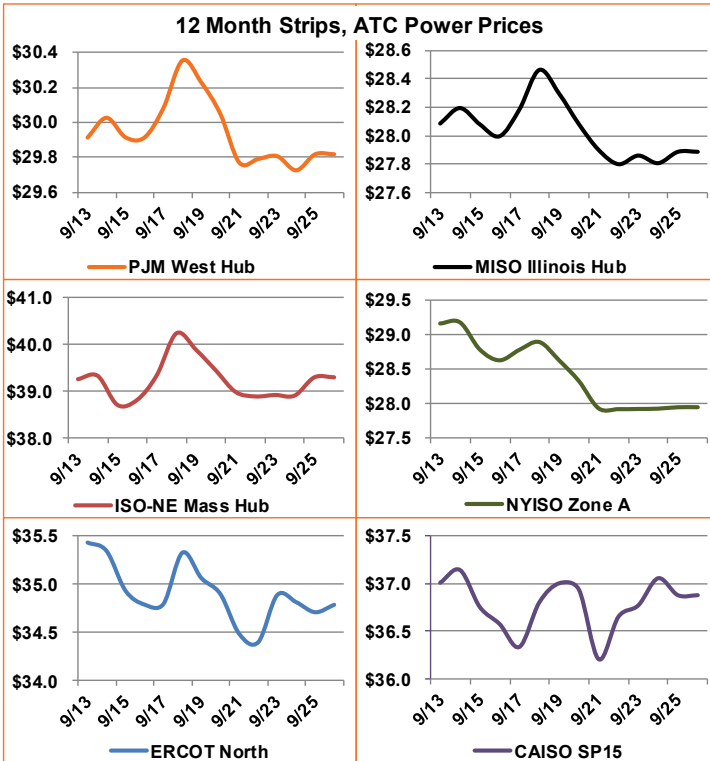 12 Month Strips, ATC Power Prices
$30.4
$30.2
$30.0
$29.8
$29.6
9/13 9/15 9/17 9/19 9/21 9/23 9/25
PJM West Hub
$28.6
$28.4
$28.2
$28.0
$27.8
$27.6
9/13 9/15 9/17 9/19 9/21 9/23 9/25
MISO Illinois Hub
$41.0
$40.0
$39.0
$38.0
9/13 9/15 9/17 9/19 9/21 9/23 9/25
ISO-NE Mass Hub
$29.5
$29.0
$28.5
$28.0
$27.5
9/13 9/15 9/17 9/19 9/21 9/23 9/25
NYISO Zone A
$35.5
$35.0
$34.5
$34.0
9/13 9/15 9/17 9/19 9/21 9/23 9/25
ERCOT North
$37.5
$37.0
$36.5
$36.0
9/13 9/15 9/17 9/19 9/21 9/23 9/25
CAISO SP15